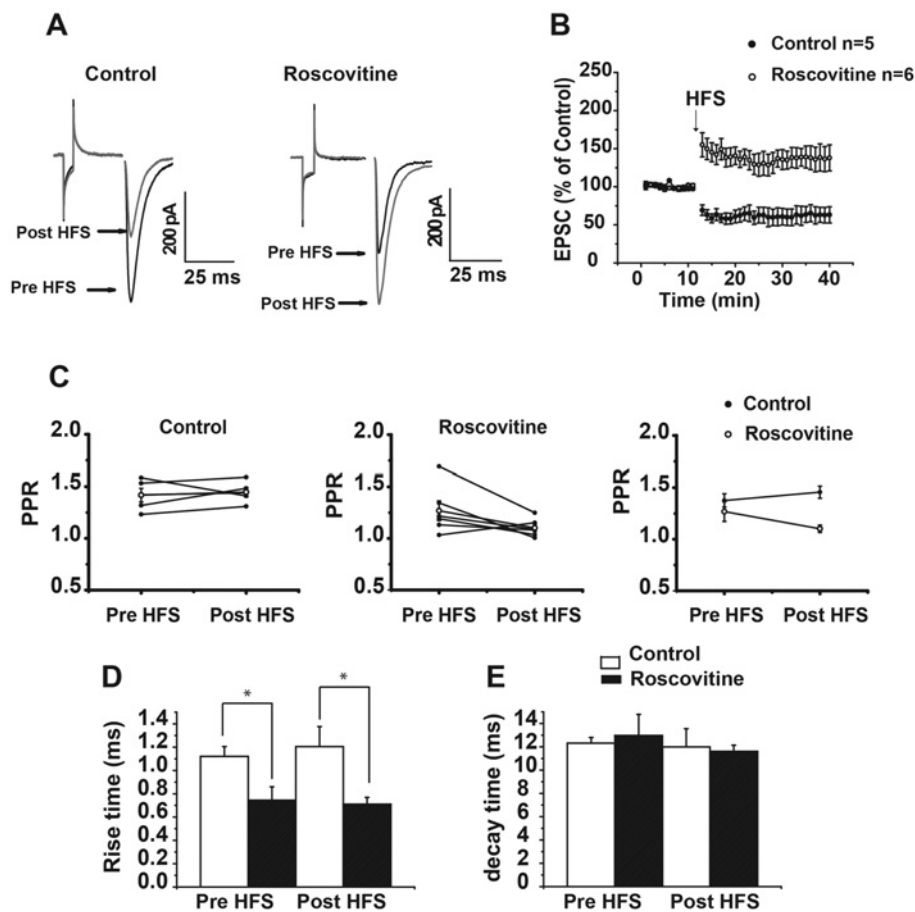 A
Control
Roscovitine
Post HFS
Pre HFS
200 pA
25 ms
Pre HFS
Post HFS
200 pA
25 ms
B
Control n=5
Roscovitine n=6
HFS
EPSC (% of Control)
250
200
150
100
50
0
0 10 20 30 40
Time (min)
C
Control
PPR
2.0
1.5
1.0
0.5
Pre HFS Post HFS
Roscovitine
PPR
2.0
1.5
1.0
0.5
Pre HFS Post HFS
Control
Roscovitine
PPR
2.0
1.5
1.0
0.5
Pre HFS Post HFS
D
Rise time (ms)
1.4
1.2
1.0
0.8
0.6
0.4
0.2
0.0
* *
Pre HFS Post HFS
Control
Roscovitine
E
decay time (ms)
14
12
10
8
6
4
2
0
Pre HFS Post HFS